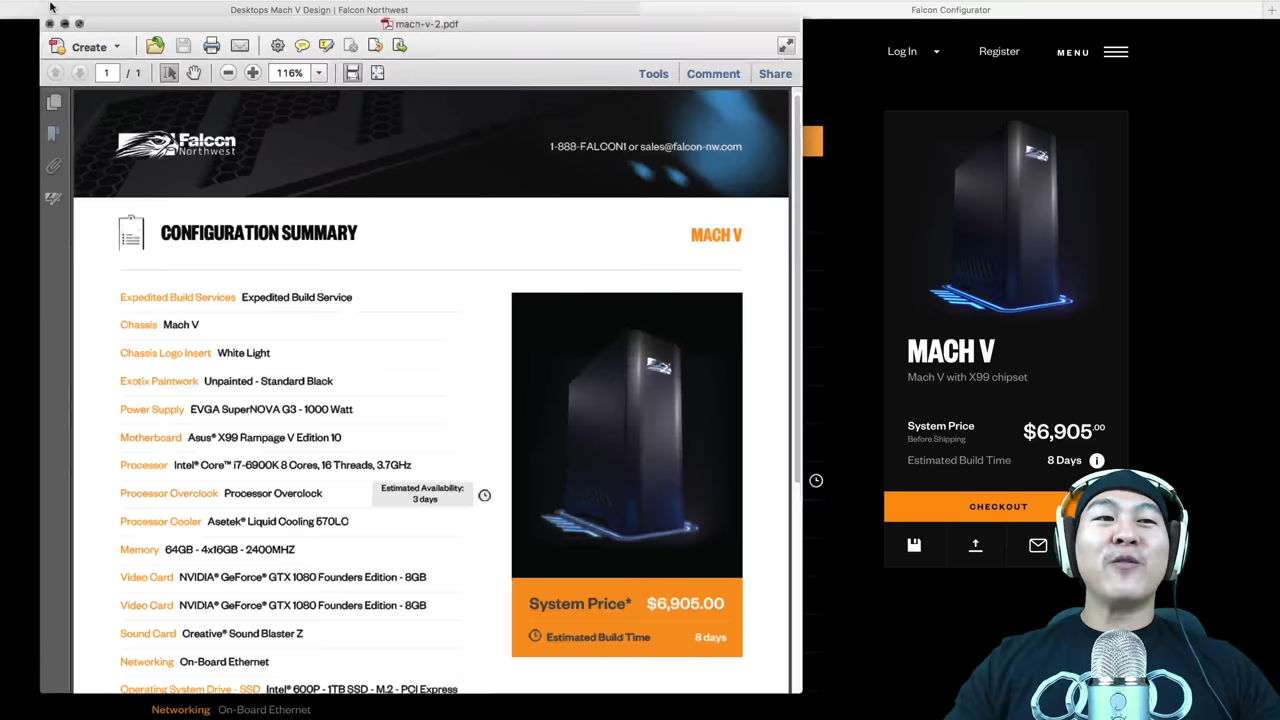 Desktops Mach V Design | Falcon Northwest
Falcon Configurator
mach-v-2.pdf
Create
1 / 1
116%
Tools
Comment
Share
Log In
Register
MENU
Falcon
Northwest
1-888-FALCON1 or sales@falcon-nw.com
CONFIGURATION SUMMARY
MACH V
Expedited Build Services Expedited Build Service
Chassis Mach V
Chassis Logo Insert White Light
Exotix Paintwork Unpainted - Standard Black
Power Supply EVGA SuperNOVA G3 - 1000 Watt
Motherboard Asus® X99 Rampage V Edition 10
Processor Intel® Core™ i7-6900K 8 Cores, 16 Threads, 3.7GHz
Processor Overclock Processor Overclock
Estimated Availability:
3 days
Processor Cooler Asetek® Liquid Cooling 570LC
Memory 64GB - 4x16GB - 2400MHZ
Video Card NVIDIA® GeForce® GTX 1080 Founders Edition - 8GB
Video Card NVIDIA® GeForce® GTX 1080 Founders Edition - 8GB
Sound Card Creative® Sound Blaster Z
Networking On-Board Ethernet
Operating System Drive - SSD Intel® 600P - 1TB SSD - M.2 - PCI Express
System Price* $6,905.00
Estimated Build Time 8 days
MACH V
Mach V with X99 chipset
System Price
Before Shipping
$6,905.00
Estimated Build Time 8 Days i
CHECKOUT
Networking On-Board Ethernet